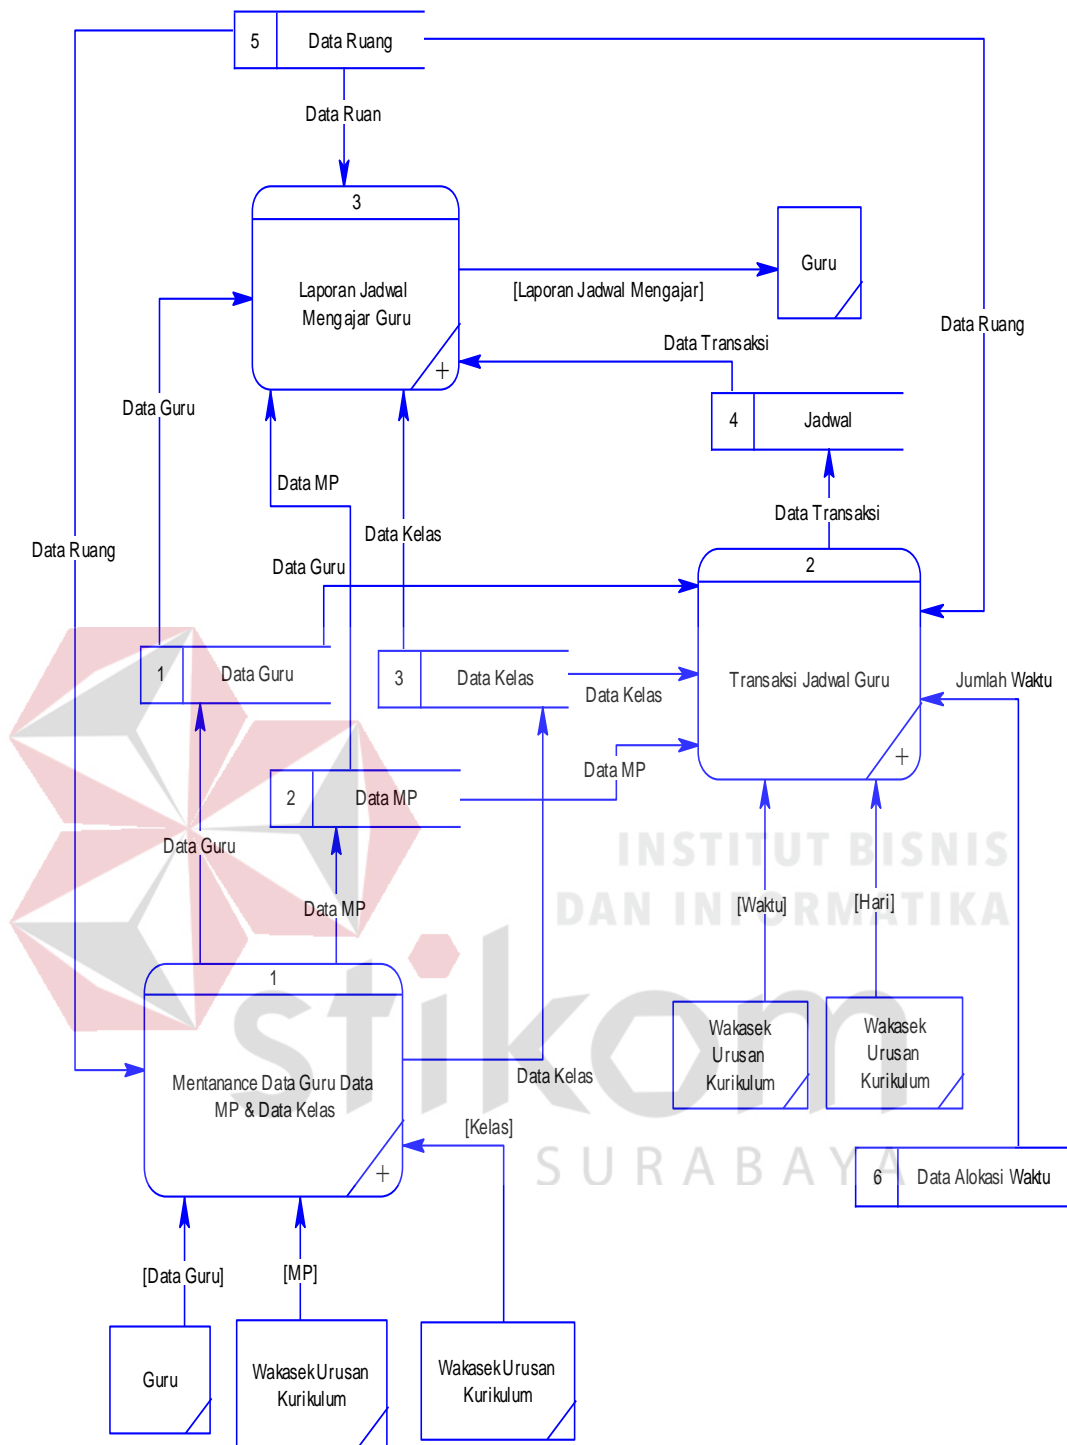 5
Data Ruang
Data Ruan
3
Laporan Jadwal
Mengajar Guru
+
[Laporan Jadwal Mengajar]
Guru
Data Ruang
Data Transaksi
Data Guru
4
Jadwal
Data MP
Data Transaksi
Data Kelas
Data Ruang
Data Guru
2
Transaksi Jadwal Guru
+
1
Data Guru
3
Data Kelas
Data Kelas
Jumlah Waktu
Data MP
2
Data MP
Data Guru
INSTITUT BISNIS
DAN INFORMATIKA
[Waktu]
[Hari]
Data MP
1
Mentanance Data Guru Data
MP & Data Kelas
+
stikom
SURABAYA
Wakasek
Urusan
Kurikulum
Wakasek
Urusan
Kurikulum
Data Kelas
[Kelas]
6
Data Alokasi Waktu
[Data Guru]
[MP]
Guru
Wakasek Urusan
Kurikulum
Wakasek Urusan
Kurikulum